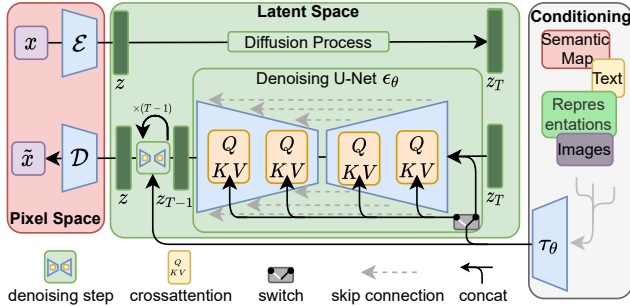 Latent Space
Conditioning
x
ℰ
Diffusion Process
z
z_T
Semantic
Map
Text
Repres
entations
Images
Denoising U-Net ϵ_θ
×(T−1)
x̃
𝒟
z
z_{T−1}
Q
KV
Q
KV
Q
KV
Q
KV
z_T
Pixel Space
τ_θ
Q
KV
denoising step
crossattention
switch
skip connection
concat